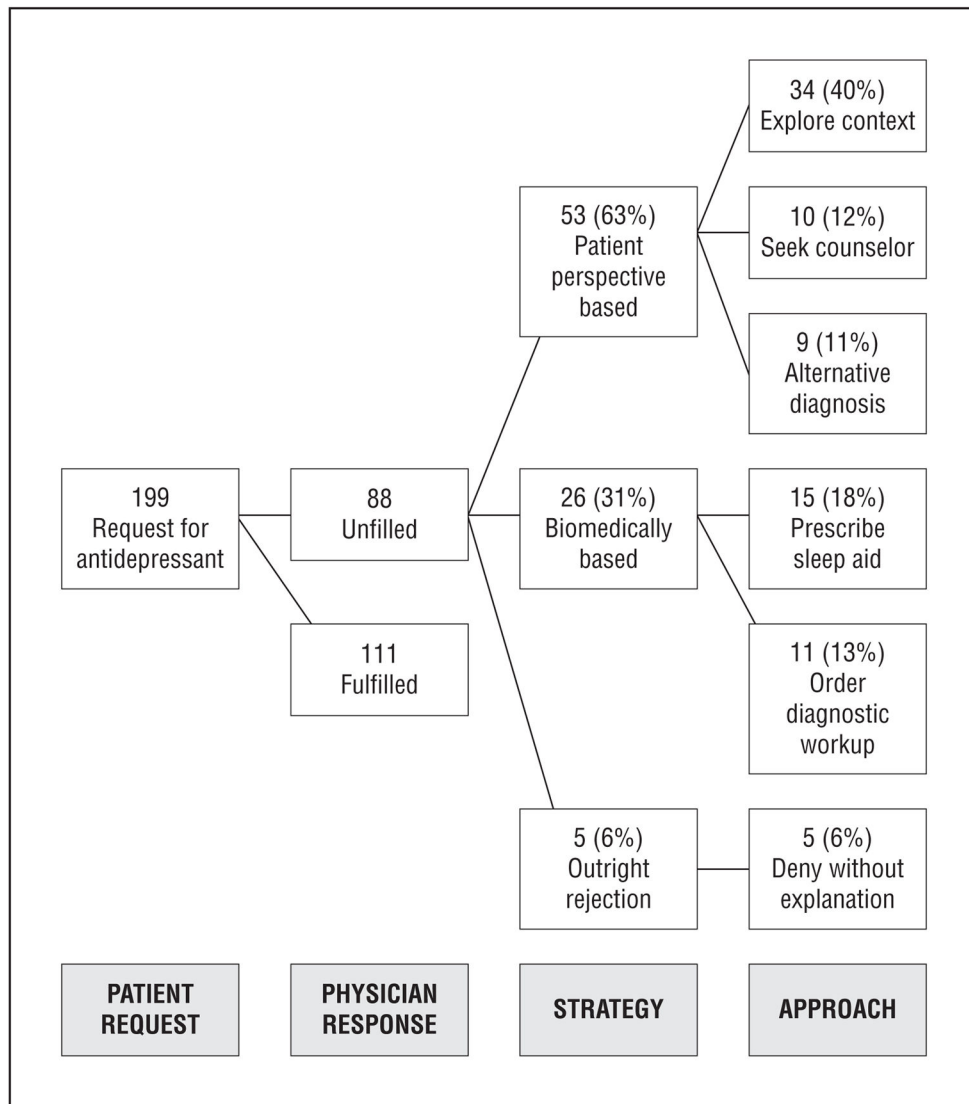 34 (40%)
Explore context
53 (63%)
Patient
perspective
based
10 (12%)
Seek counselor
9 (11%)
Alternative
diagnosis
199
Request for
antidepressant
88
Unfilled
26 (31%)
Biomedically
based
15 (18%)
Prescribe
sleep aid
111
Fulfilled
11 (13%)
Order
diagnostic
workup
5 (6%)
Outright
rejection
5 (6%)
Deny without
explanation
PATIENT
REQUEST
PHYSICIAN
RESPONSE
STRATEGY
APPROACH